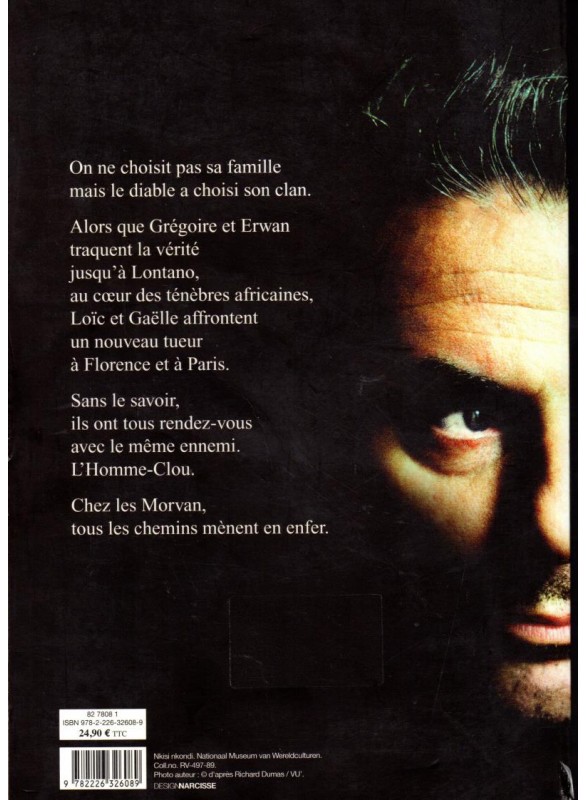 On ne choisit pas sa famille
mais le diable a choisi son clan.
Alors que Grégoire et Erwan
traquent la vérité
jusqu'à Lontano,
au cœur des ténèbres africaines,
Loïc et Gaëlle affrontent
un nouveau tueur
à Florence et à Paris.
Sans le savoir,
ils ont tous rendez-vous
avec le même ennemi.
L'Homme-Clou.
Chez les Morvan,
tous les chemins mènent en enfer.
82 7808 1
ISBN 978-2-226-32608-9
24,90 € TTC
9 782226 326089
Nkisi nkondi. Nationaal Museum van Wereldculturen.
Coll.no. RV-497-89.
Photo auteur : © d'après Richard Dumas / VU'.
DESIGNNARCISSE